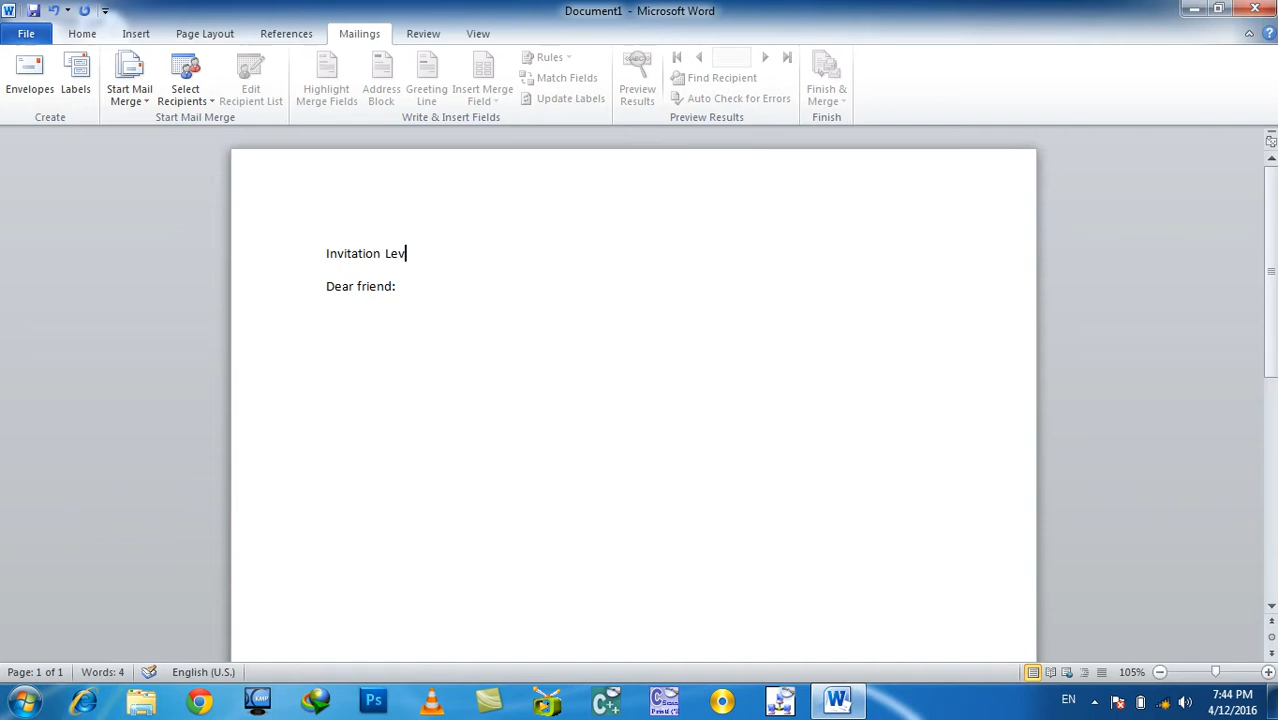 Document1 - Microsoft Word
File Home Insert Page Layout References Mailings Review View
Envelopes Labels Start Mail Merge Select Recipients Edit Recipient List Highlight Merge Fields Address Block Greeting Line Insert Merge Field Rules Match Fields Update Labels Preview Results Find Recipient Auto Check for Errors Finish & Merge
Create Start Mail Merge Write & Insert Fields Preview Results Finish
Invitation Lev
Dear friend:
Page: 1 of 1 Words: 4 English (U.S.) 105%
EN 7:44 PM
4/12/2016